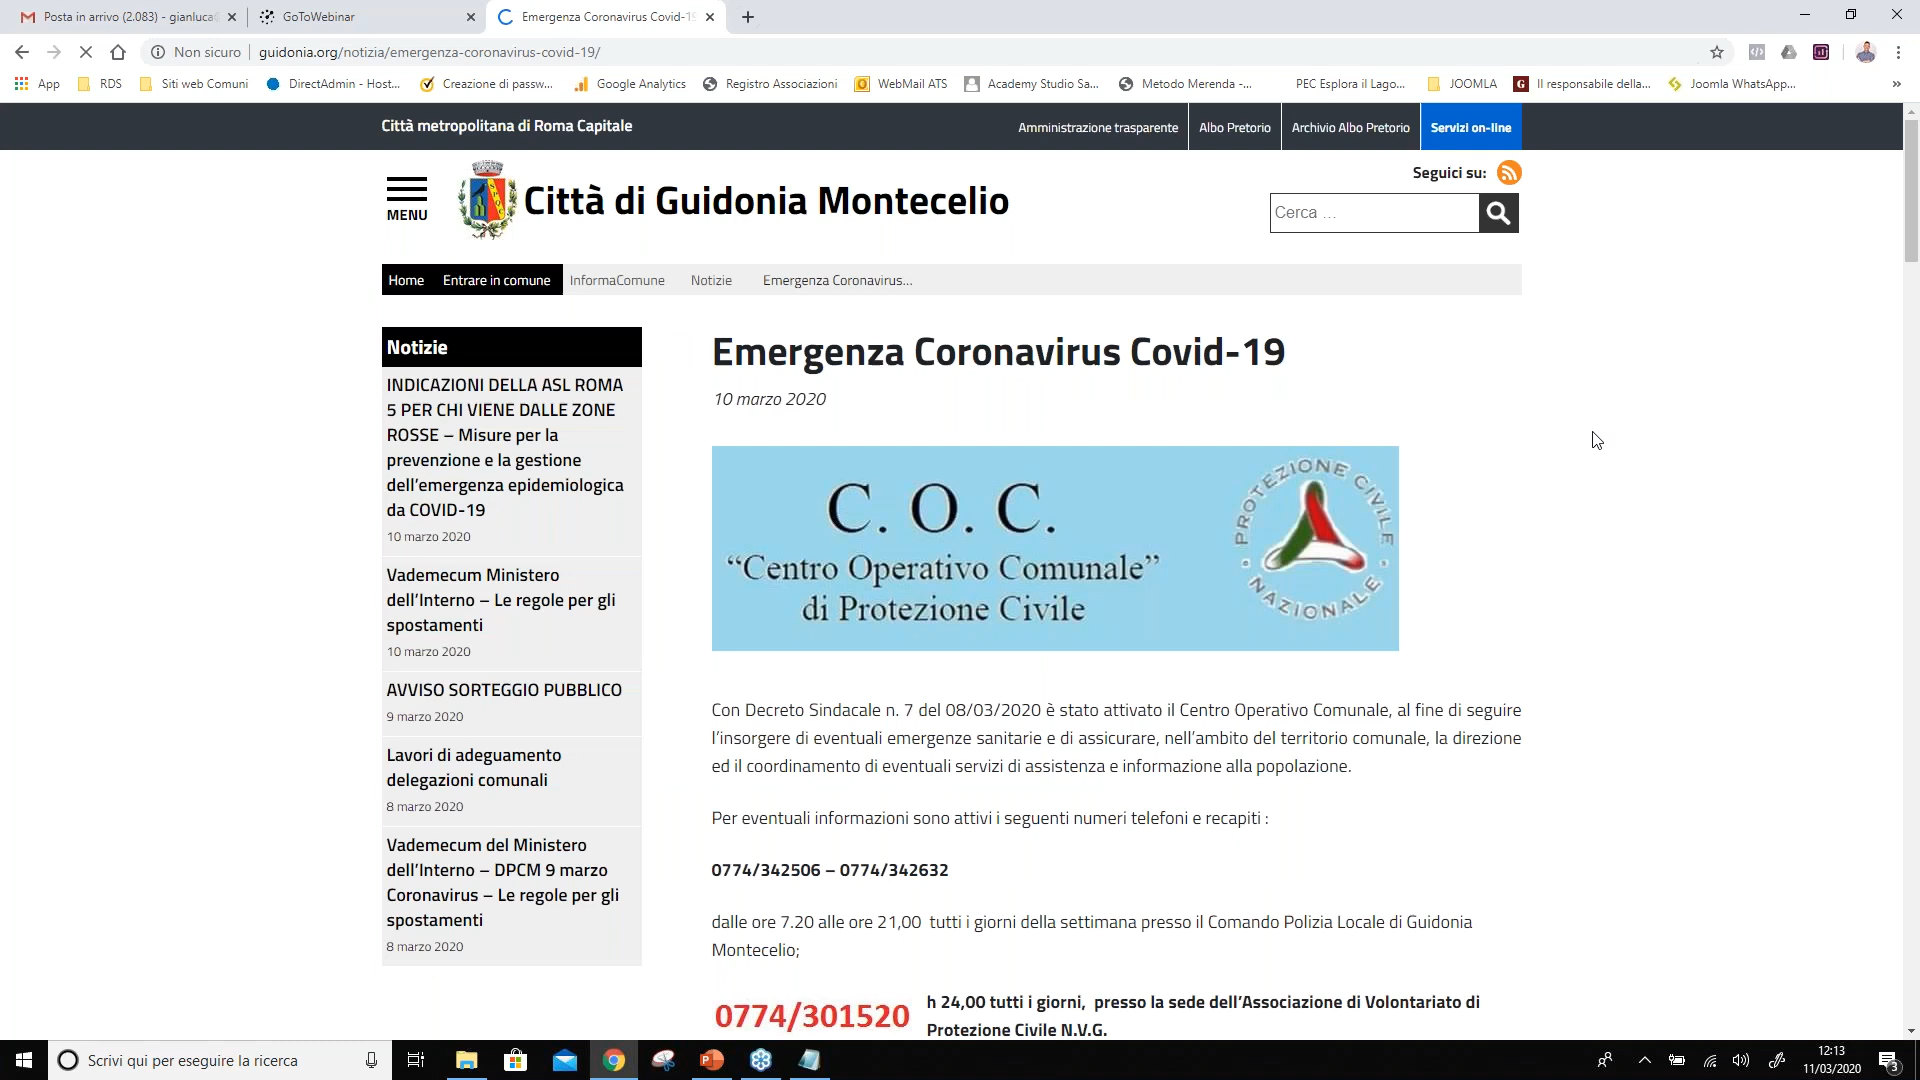 Posta in arrivo (2.083) - gianluca
GoToWebinar
Emergenza Coronavirus Covid-19
Non sicuro
guidonia.org/notizia/emergenza-coronavirus-covid-19/
App
RDS
Siti web Comuni
DirectAdmin - Host...
Creazione di passw...
Google Analytics
Registro Associazioni
WebMail ATS
Academy Studio Sa...
Metodo Merenda -...
PEC Esplora il Lago...
JOOMLA
Il responsabile della...
Joomla WhatsApp...
»
Città metropolitana di Roma Capitale
Amministrazione trasparente
Albo Pretorio
Archivio Albo Pretorio
Servizi on-line
MENU
Città di Guidonia Montecelio
Seguici su:
Cerca ...
Home
Entrare in comune
InformaComune
Notizie
Emergenza Coronavirus...
Notizie
INDICAZIONI DELLA ASL ROMA
5 PER CHI VIENE DALLE ZONE
ROSSE – Misure per la
prevenzione e la gestione
dell'emergenza epidemiologica
da COVID-19
10 marzo 2020
Vademecum Ministero
dell'Interno – Le regole per gli
spostamenti
10 marzo 2020
AVVISO SORTEGGIO PUBBLICO
9 marzo 2020
Lavori di adeguamento
delegazioni comunali
8 marzo 2020
Vademecum del Ministero
dell'Interno – DPCM 9 marzo
Coronavirus – Le regole per gli
spostamenti
8 marzo 2020
Emergenza Coronavirus Covid-19
10 marzo 2020
C. O. C.
“Centro Operativo Comunale”
di Protezione Civile
PROTEZIONE CIVILE
NAZIONALE
Con Decreto Sindacale n. 7 del 08/03/2020 è stato attivato il Centro Operativo Comunale, al fine di seguire
l'insorgere di eventuali emergenze sanitarie e di assicurare, nell'ambito del territorio comunale, la direzione
ed il coordinamento di eventuali servizi di assistenza e informazione alla popolazione.
Per eventuali informazioni sono attivi i seguenti numeri telefoni e recapiti :
0774/342506 – 0774/342632
dalle ore 7.20 alle ore 21,00 tutti i giorni della settimana presso il Comando Polizia Locale di Guidonia
Montecelio;
0774/301520
h 24,00 tutti i giorni, presso la sede dell'Associazione di Volontariato di
Protezione Civile N.V.G.
Scrivi qui per eseguire la ricerca
12:13
11/03/2020
3